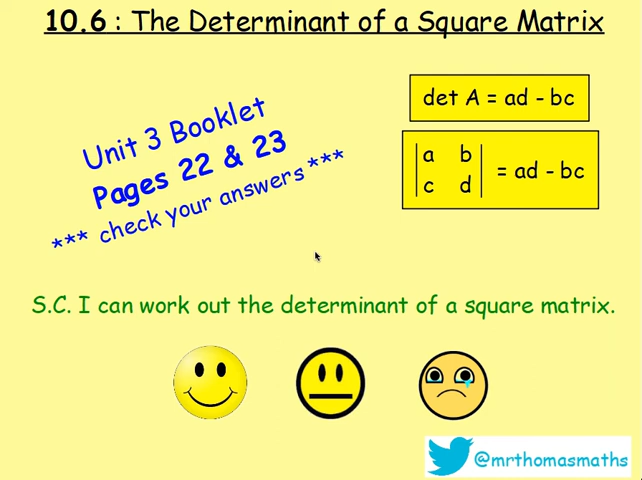 10.6 : The Determinant of a Square Matrix
Unit 3 Booklet
Pages 22 & 23
*** check your answers ***
det A = ad - bc
a b
c d
= ad - bc
S.C. I can work out the determinant of a square matrix.
@mrthomasmaths